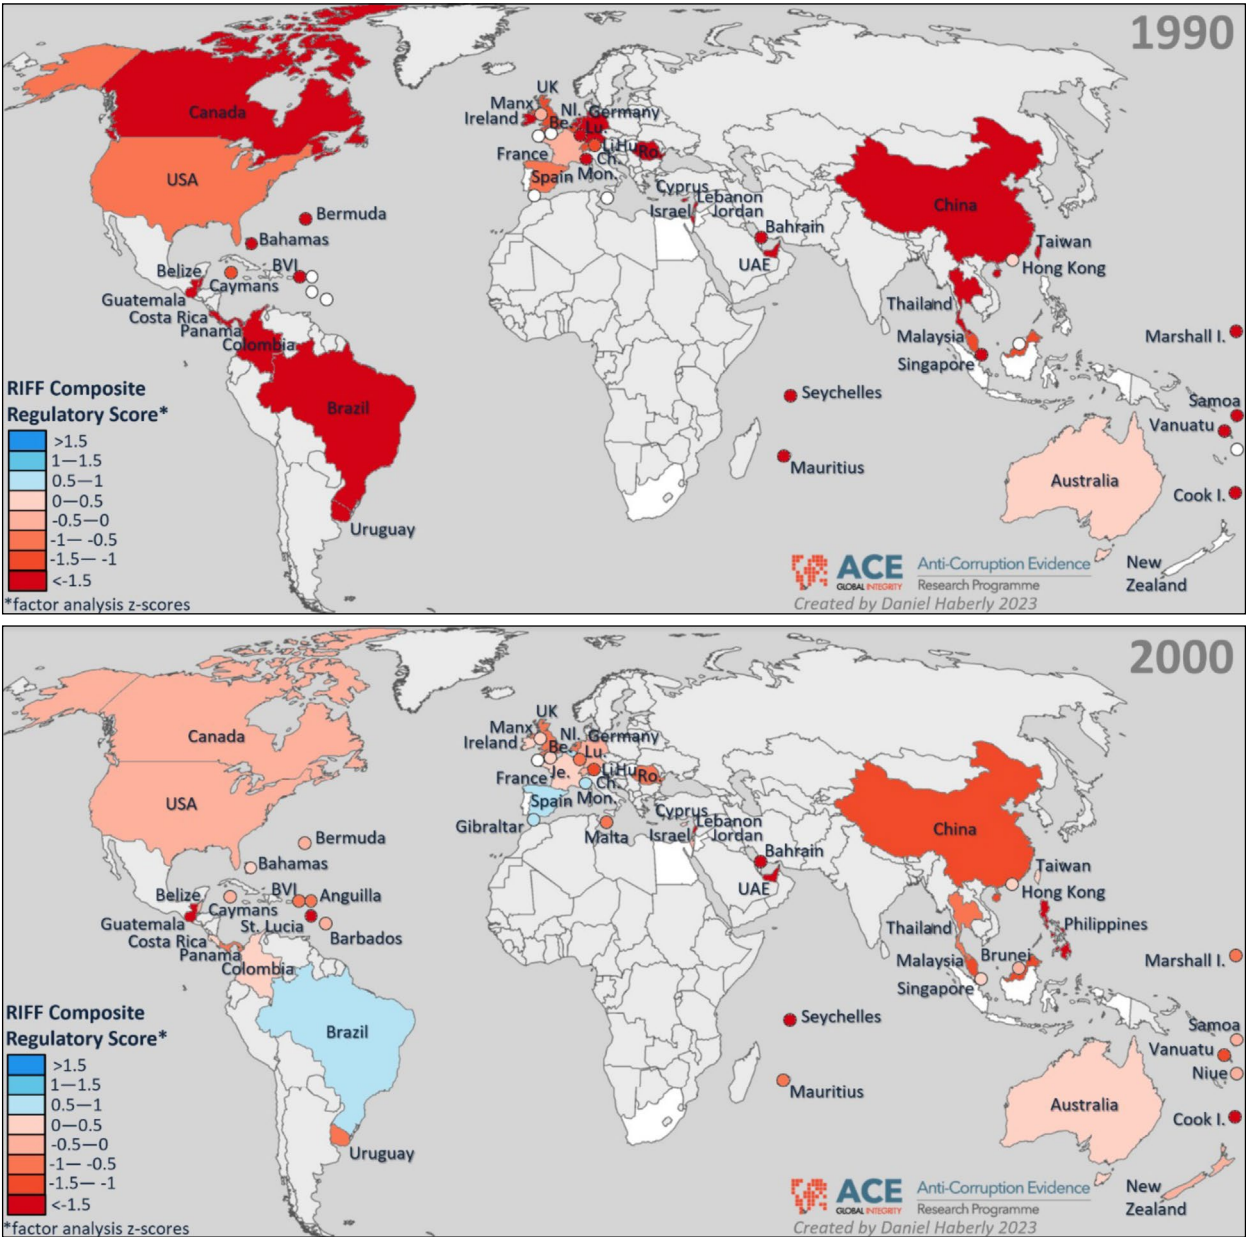 1990
Canada
USA
Bermuda
Bahamas
Belize
BVI
Caymans
Guatemala
Costa Rica
Panama
Colombia
Brazil
Uruguay
UK
Manx
Nl.
Germany
Ireland
Be.
Lu.
Li
Hu
Ro.
France
Ch.
Spain
Mon.
Cyprus
Lebanon
Israel
Jordan
Bahrain
UAE
China
Taiwan
Hong Kong
Thailand
Malaysia
Singapore
Marshall I.
Seychelles
Mauritius
Samoa
Vanuatu
Cook I.
Australia
New
Zealand
RIFF Composite
Regulatory Score*
>1.5
1—1.5
0.5—1
0—0.5
-0.5—0
-1— -0.5
-1.5— -1
<-1.5
*factor analysis z-scores
ACE
GLOBAL INTEGRITY
Anti-Corruption Evidence
Research Programme
Created by Daniel Haberly 2023
2000
Canada
USA
Bermuda
Bahamas
Belize
BVI
Anguilla
Caymans
Guatemala
St. Lucia
Costa Rica
Barbados
Panama
Colombia
Brazil
Uruguay
UK
Manx
Nl.
Germany
Ireland
Be.
Lu.
Je.
Li
Hu
Ro.
France
Ch.
Spain
Mon.
Gibraltar
Malta
Cyprus
Lebanon
Israel
Jordan
Bahrain
UAE
China
Taiwan
Hong Kong
Thailand
Philippines
Malaysia
Brunei
Singapore
Marshall I.
Seychelles
Mauritius
Samoa
Vanuatu
Niue
Cook I.
Australia
New
Zealand
RIFF Composite
Regulatory Score*
>1.5
1—1.5
0.5—1
0—0.5
-0.5—0
-1— -0.5
-1.5— -1
<-1.5
*factor analysis z-scores
ACE
GLOBAL INTEGRITY
Anti-Corruption Evidence
Research Programme
Created by Daniel Haberly 2023